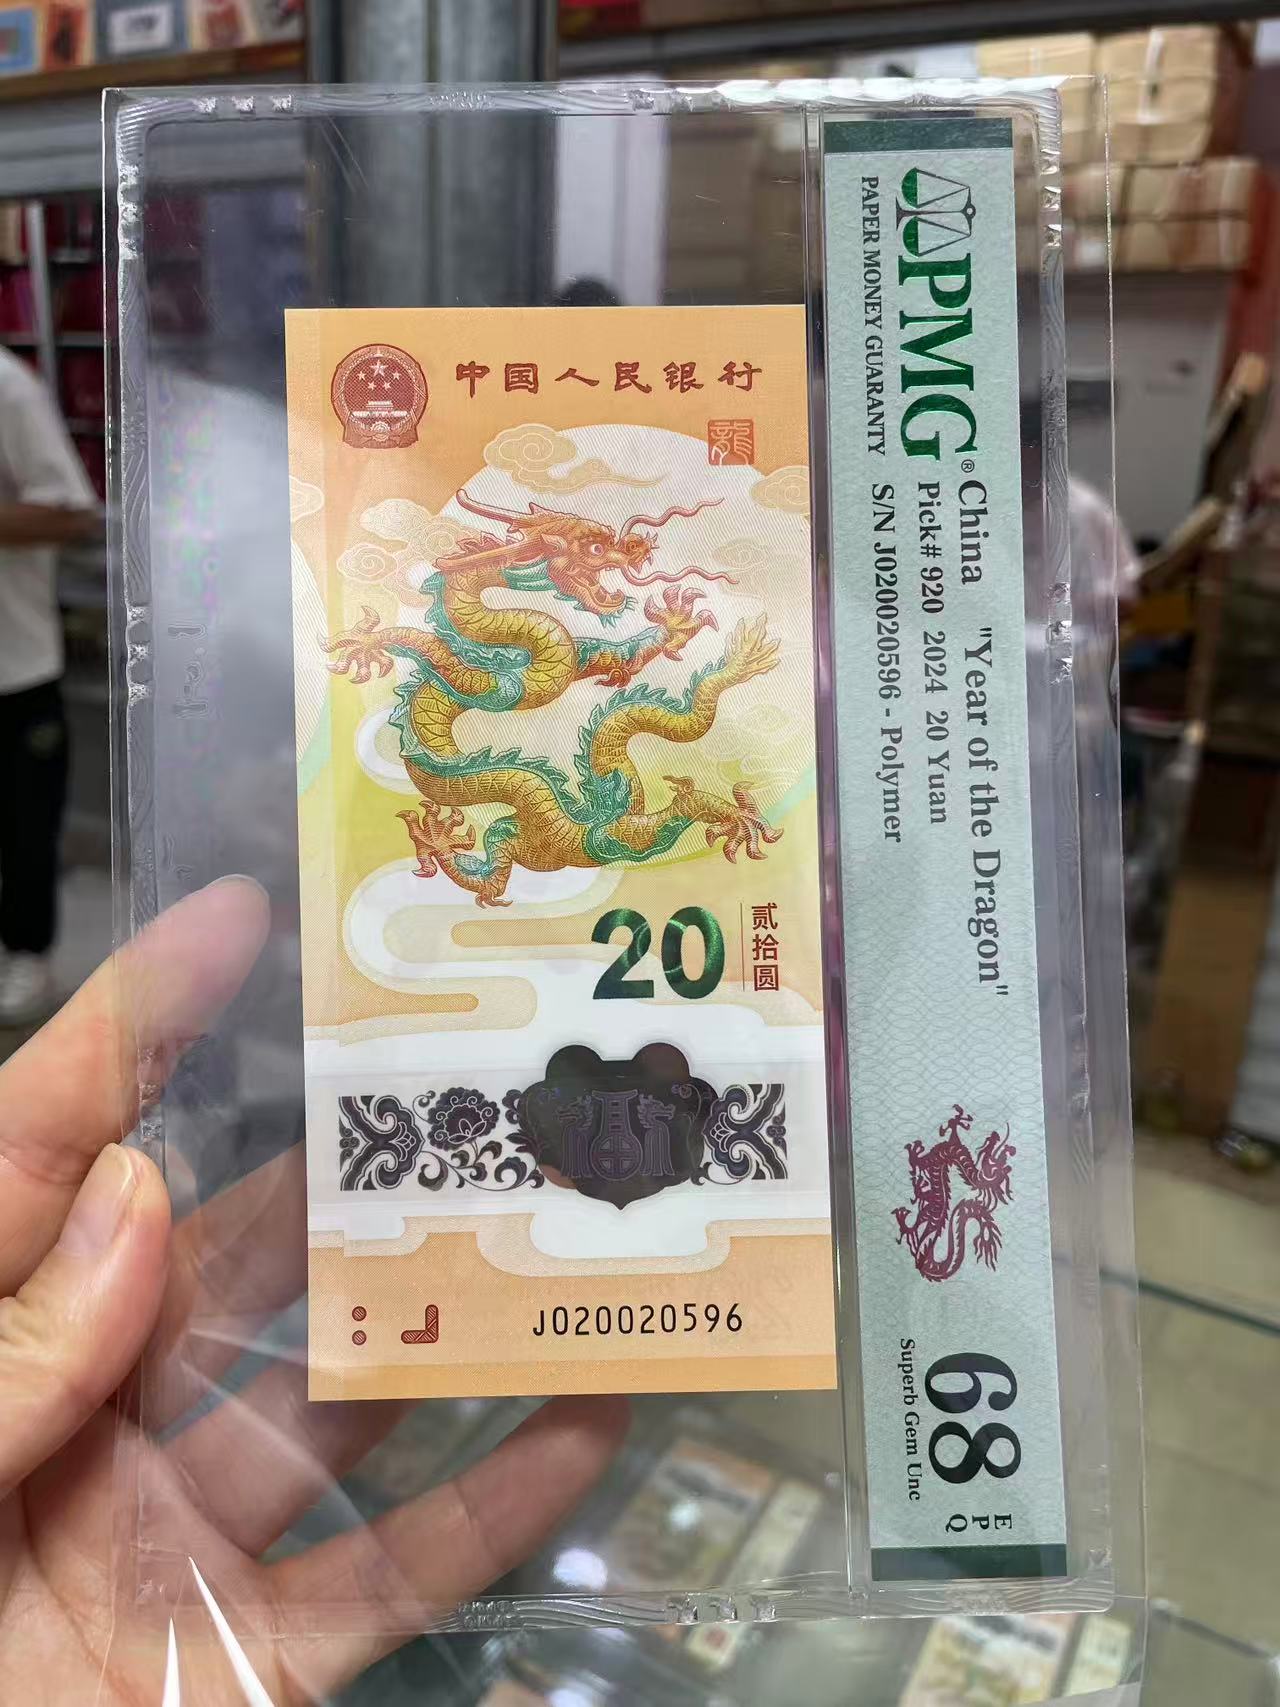 中国人民银行
龍
20
贰拾圆
J020020596
PMG®
PAPER MONEY GUARANTY
China "Year of the Dragon"
Pick# 920 2024 20 Yuan
S/N J020020596 - Polymer
68 EPQ
Superb Gem Unc